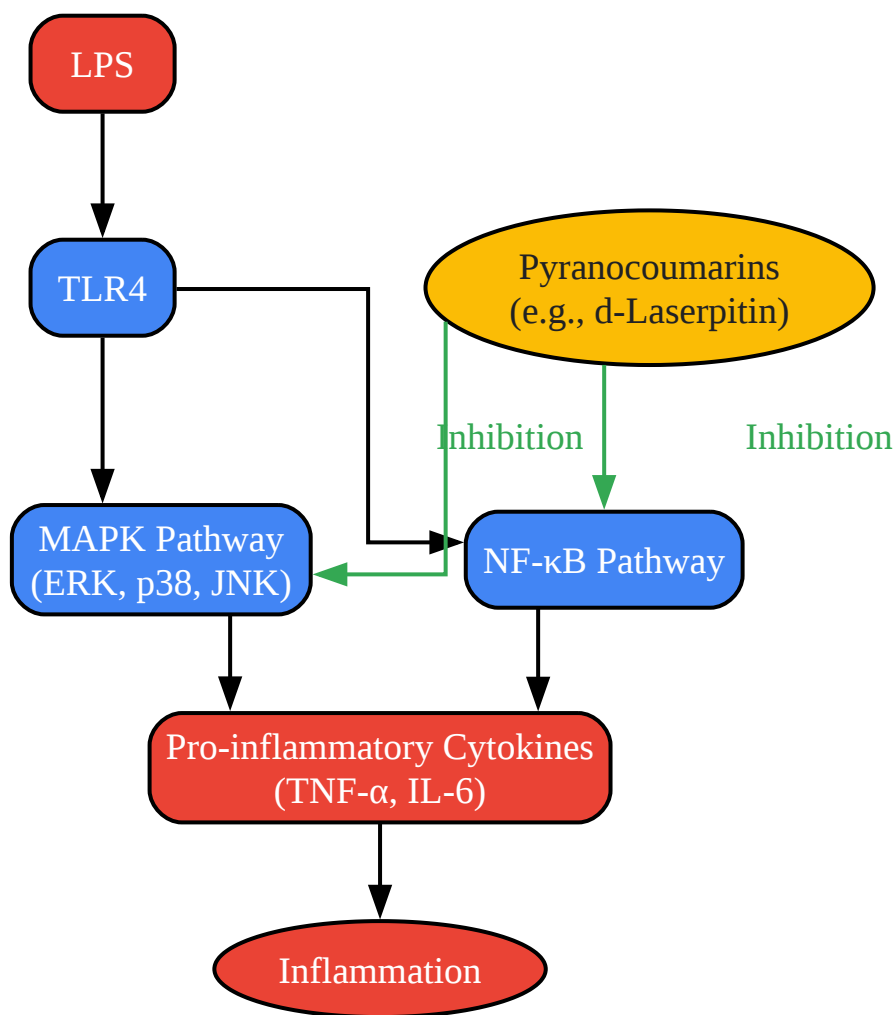 LPS
TLR4
Pyranocoumarins
(e.g., d-Laserpitin)
Inhibition
Inhibition
MAPK Pathway
(ERK, p38, JNK)
NF-κB Pathway
Pro-inflammatory Cytokines
(TNF-α, IL-6)
Inflammation